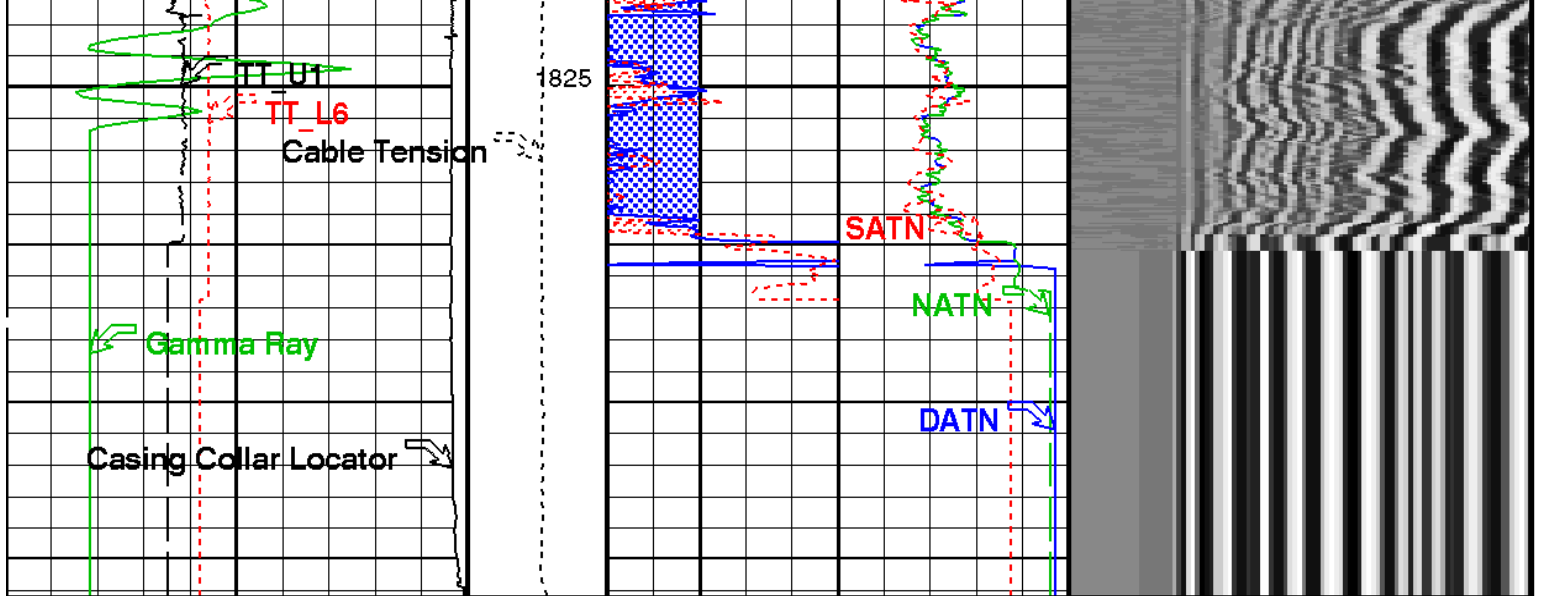 TT_U1
1825
TT_L6
Cable Tension
SATN
NATN
Gamma Ray
DATN
Casing Collar Locator